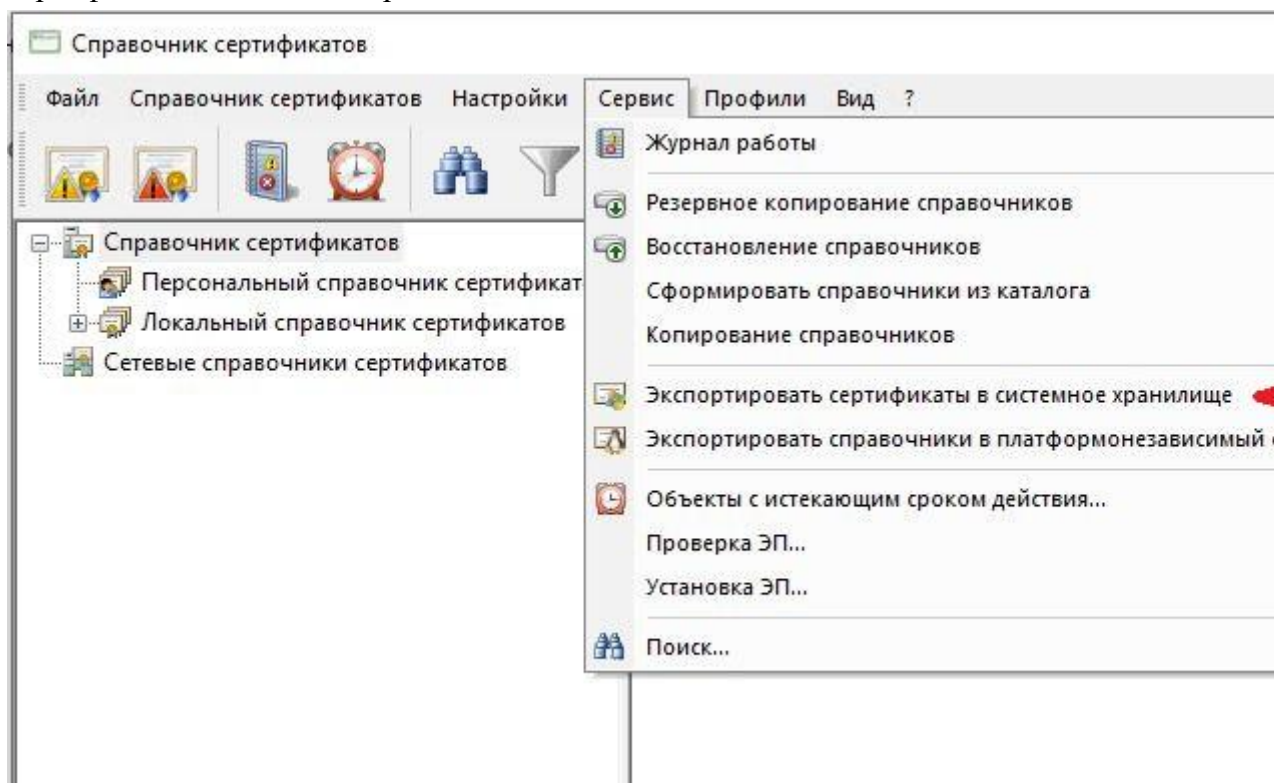 Справочник сертификатов
Файл Справочник сертификатов Настройки Сервис Профили Вид ?
Журнал работы
Резервное копирование справочников
Восстановление справочников
Сформировать справочники из каталога
Копирование справочников
Экспортировать сертификаты в системное хранилище
Экспортировать справочники в платформонезависимый
Объекты с истекающим сроком действия...
Проверка ЭП...
Установка ЭП...
Поиск...
Справочник сертификатов
Персональный справочник сертификат
Локальный справочник сертификатов
Сетевые справочники сертификатов